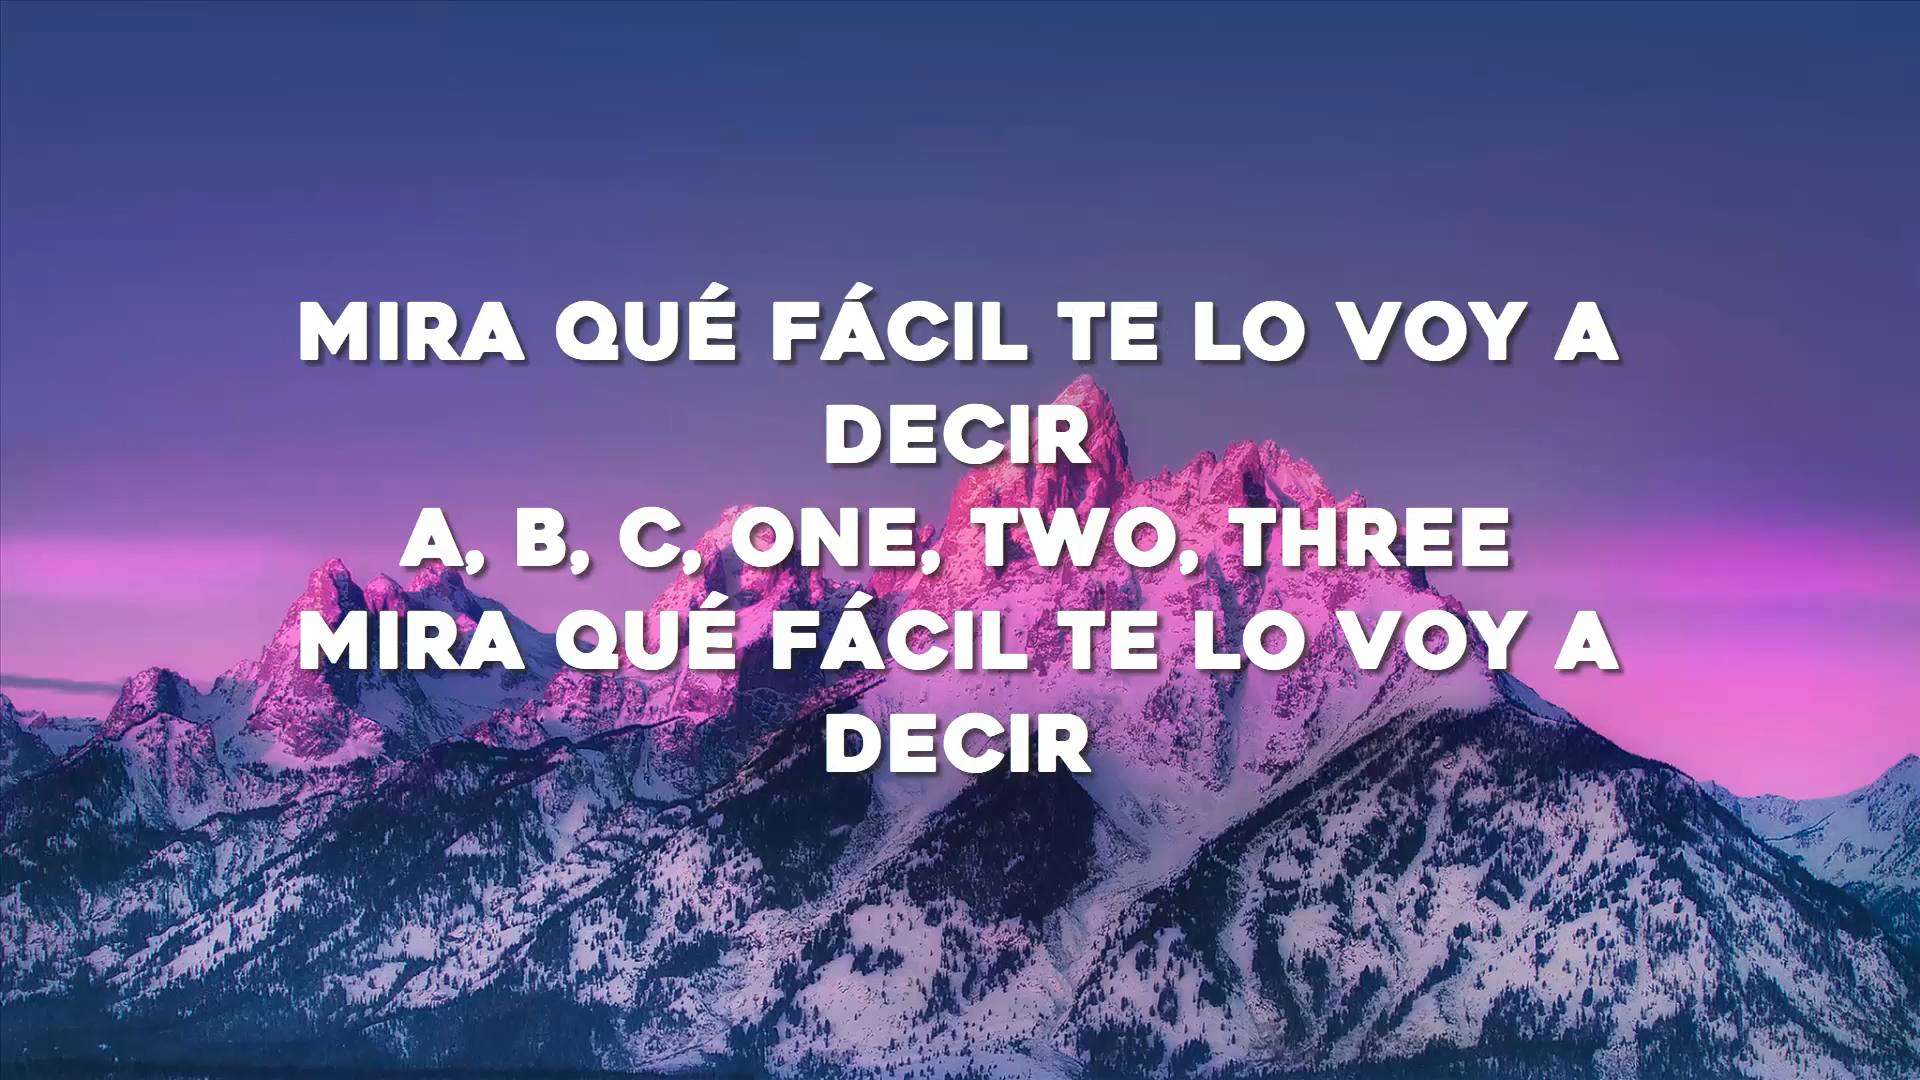 MIRA QUÉ FÁCIL TE LO VOY A
DECIR
A, B, C, ONE, TWO, THREE
MIRA QUÉ FÁCIL TE LO VOY A
DECIR